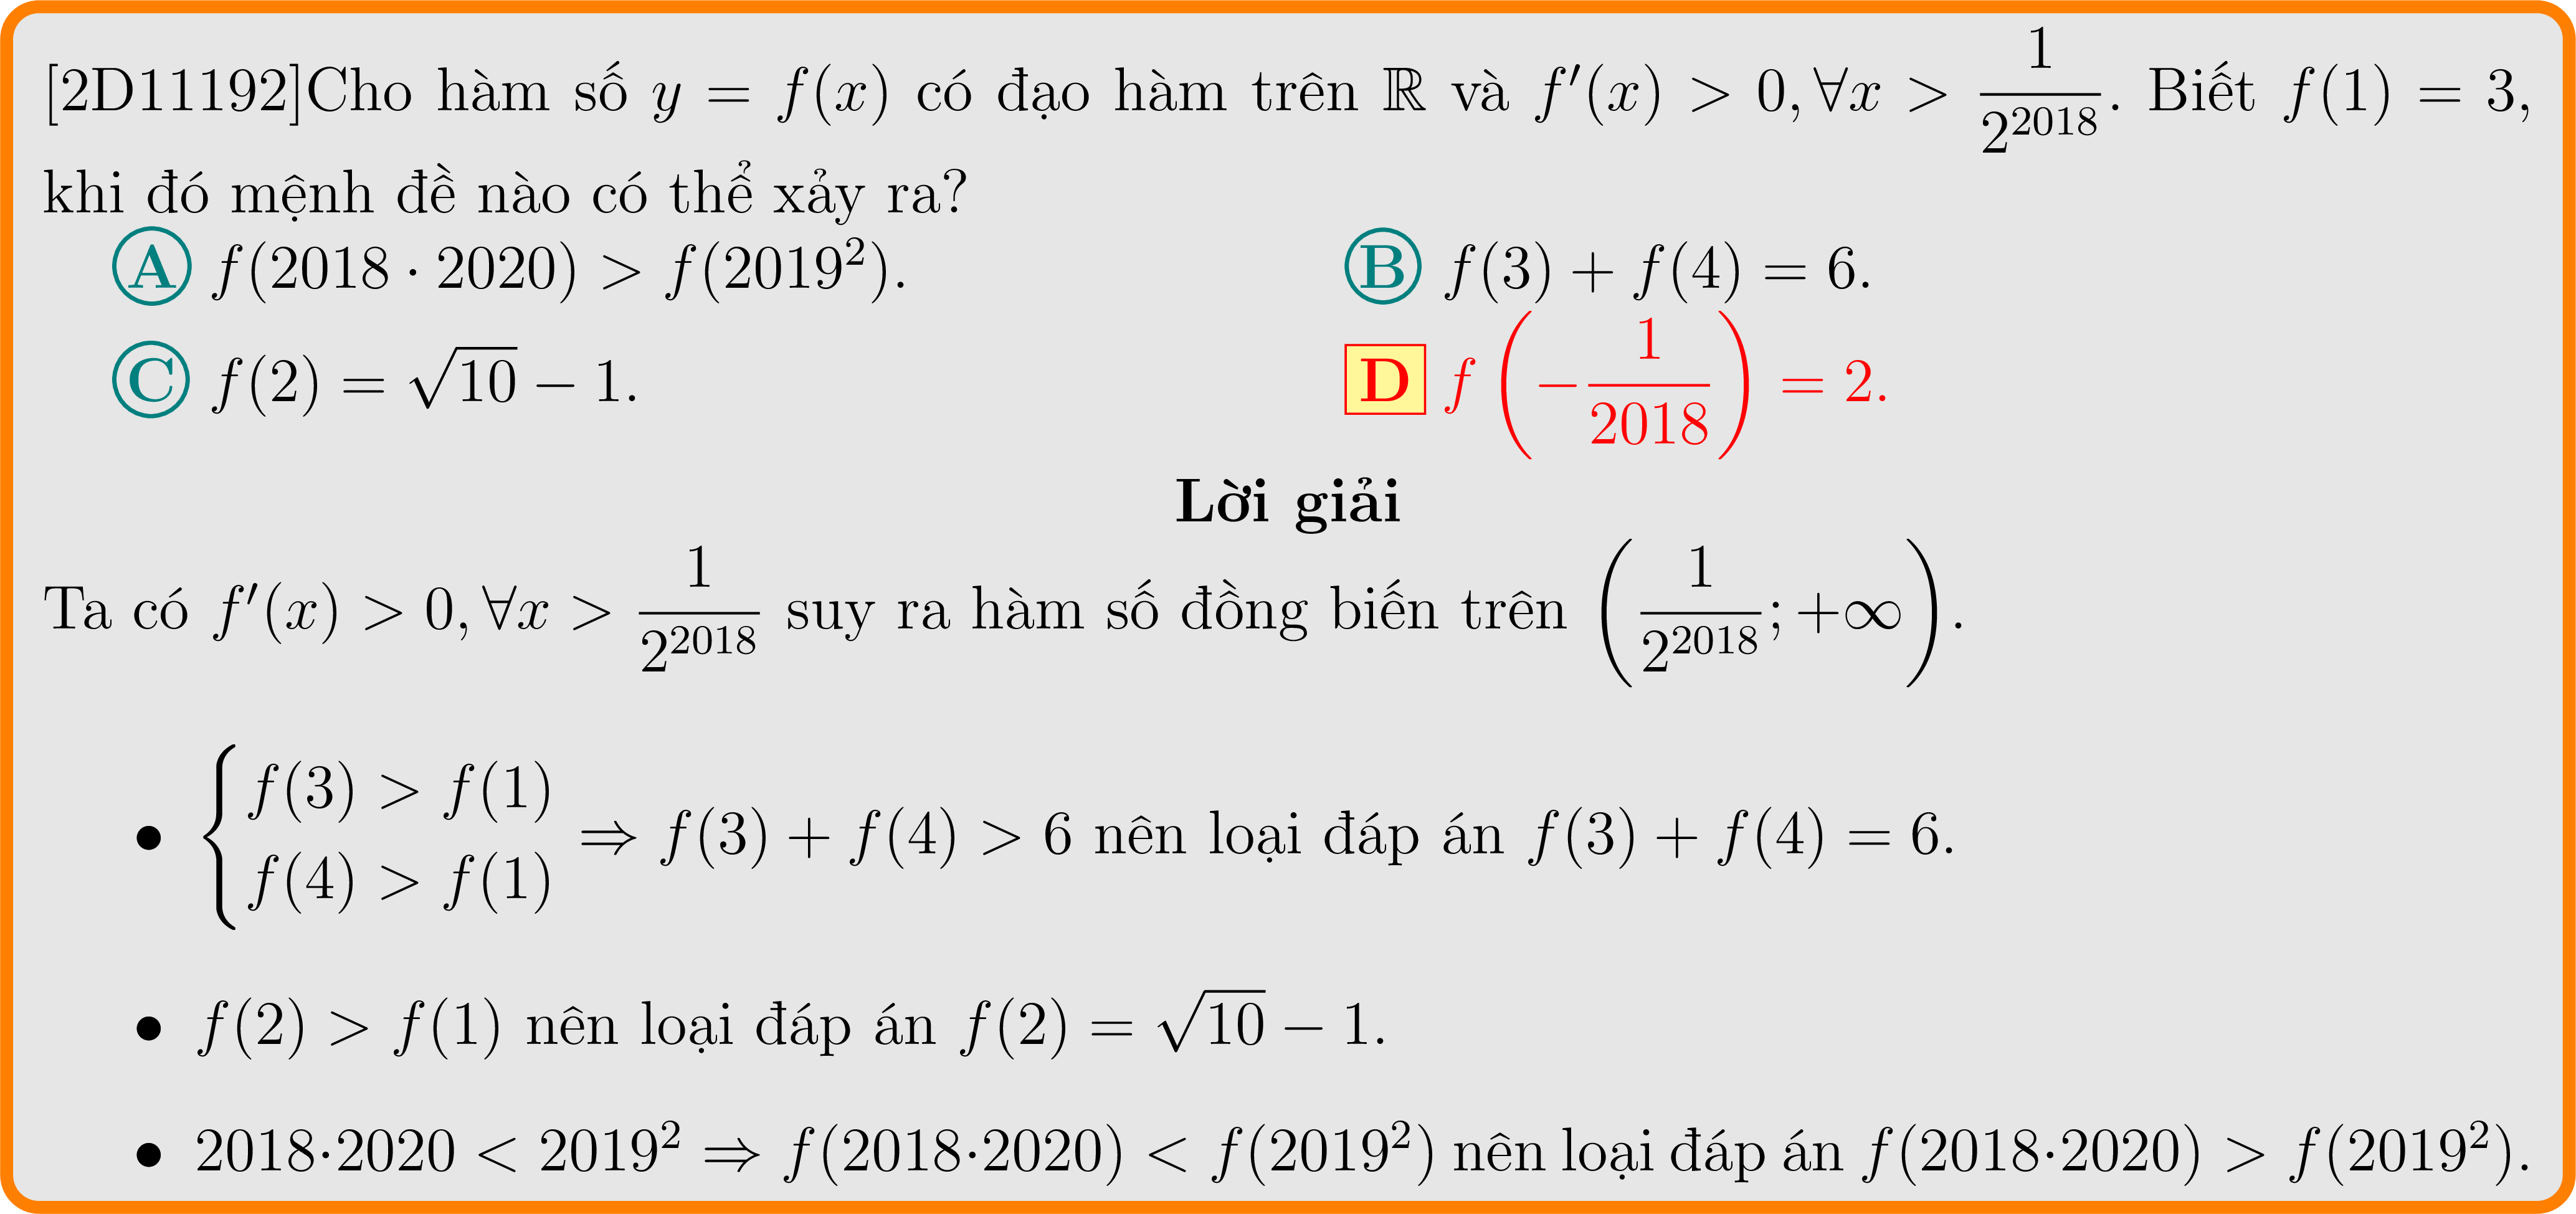 [2D11192]Cho hàm số $y = f(x)$ có đạo hàm trên $\mathbb{R}$ và $f'(x) > 0, \forall x > \dfrac{1}{2^{2018}}$. Biết $f(1) = 3$,
khi đó mệnh đề nào có thể xảy ra?
Ⓐ $f(2018 \cdot 2020) > f(2019^2)$. Ⓑ $f(3) + f(4) = 6$.
Ⓒ $f(2) = \sqrt{10} - 1$. D $f\left(-\dfrac{1}{2018}\right) = 2$.
Lời giải
Ta có $f'(x) > 0, \forall x > \dfrac{1}{2^{2018}}$ suy ra hàm số đồng biến trên $\left(\dfrac{1}{2^{2018}}; +\infty\right)$.
• $\begin{cases} f(3) > f(1) \\ f(4) > f(1) \end{cases} \Rightarrow f(3) + f(4) > 6$ nên loại đáp án $f(3) + f(4) = 6$.
• $f(2) > f(1)$ nên loại đáp án $f(2) = \sqrt{10} - 1$.
• $2018 \cdot 2020 < 2019^2 \Rightarrow f(2018 \cdot 2020) < f(2019^2)$ nên loại đáp án $f(2018 \cdot 2020) > f(2019^2)$.